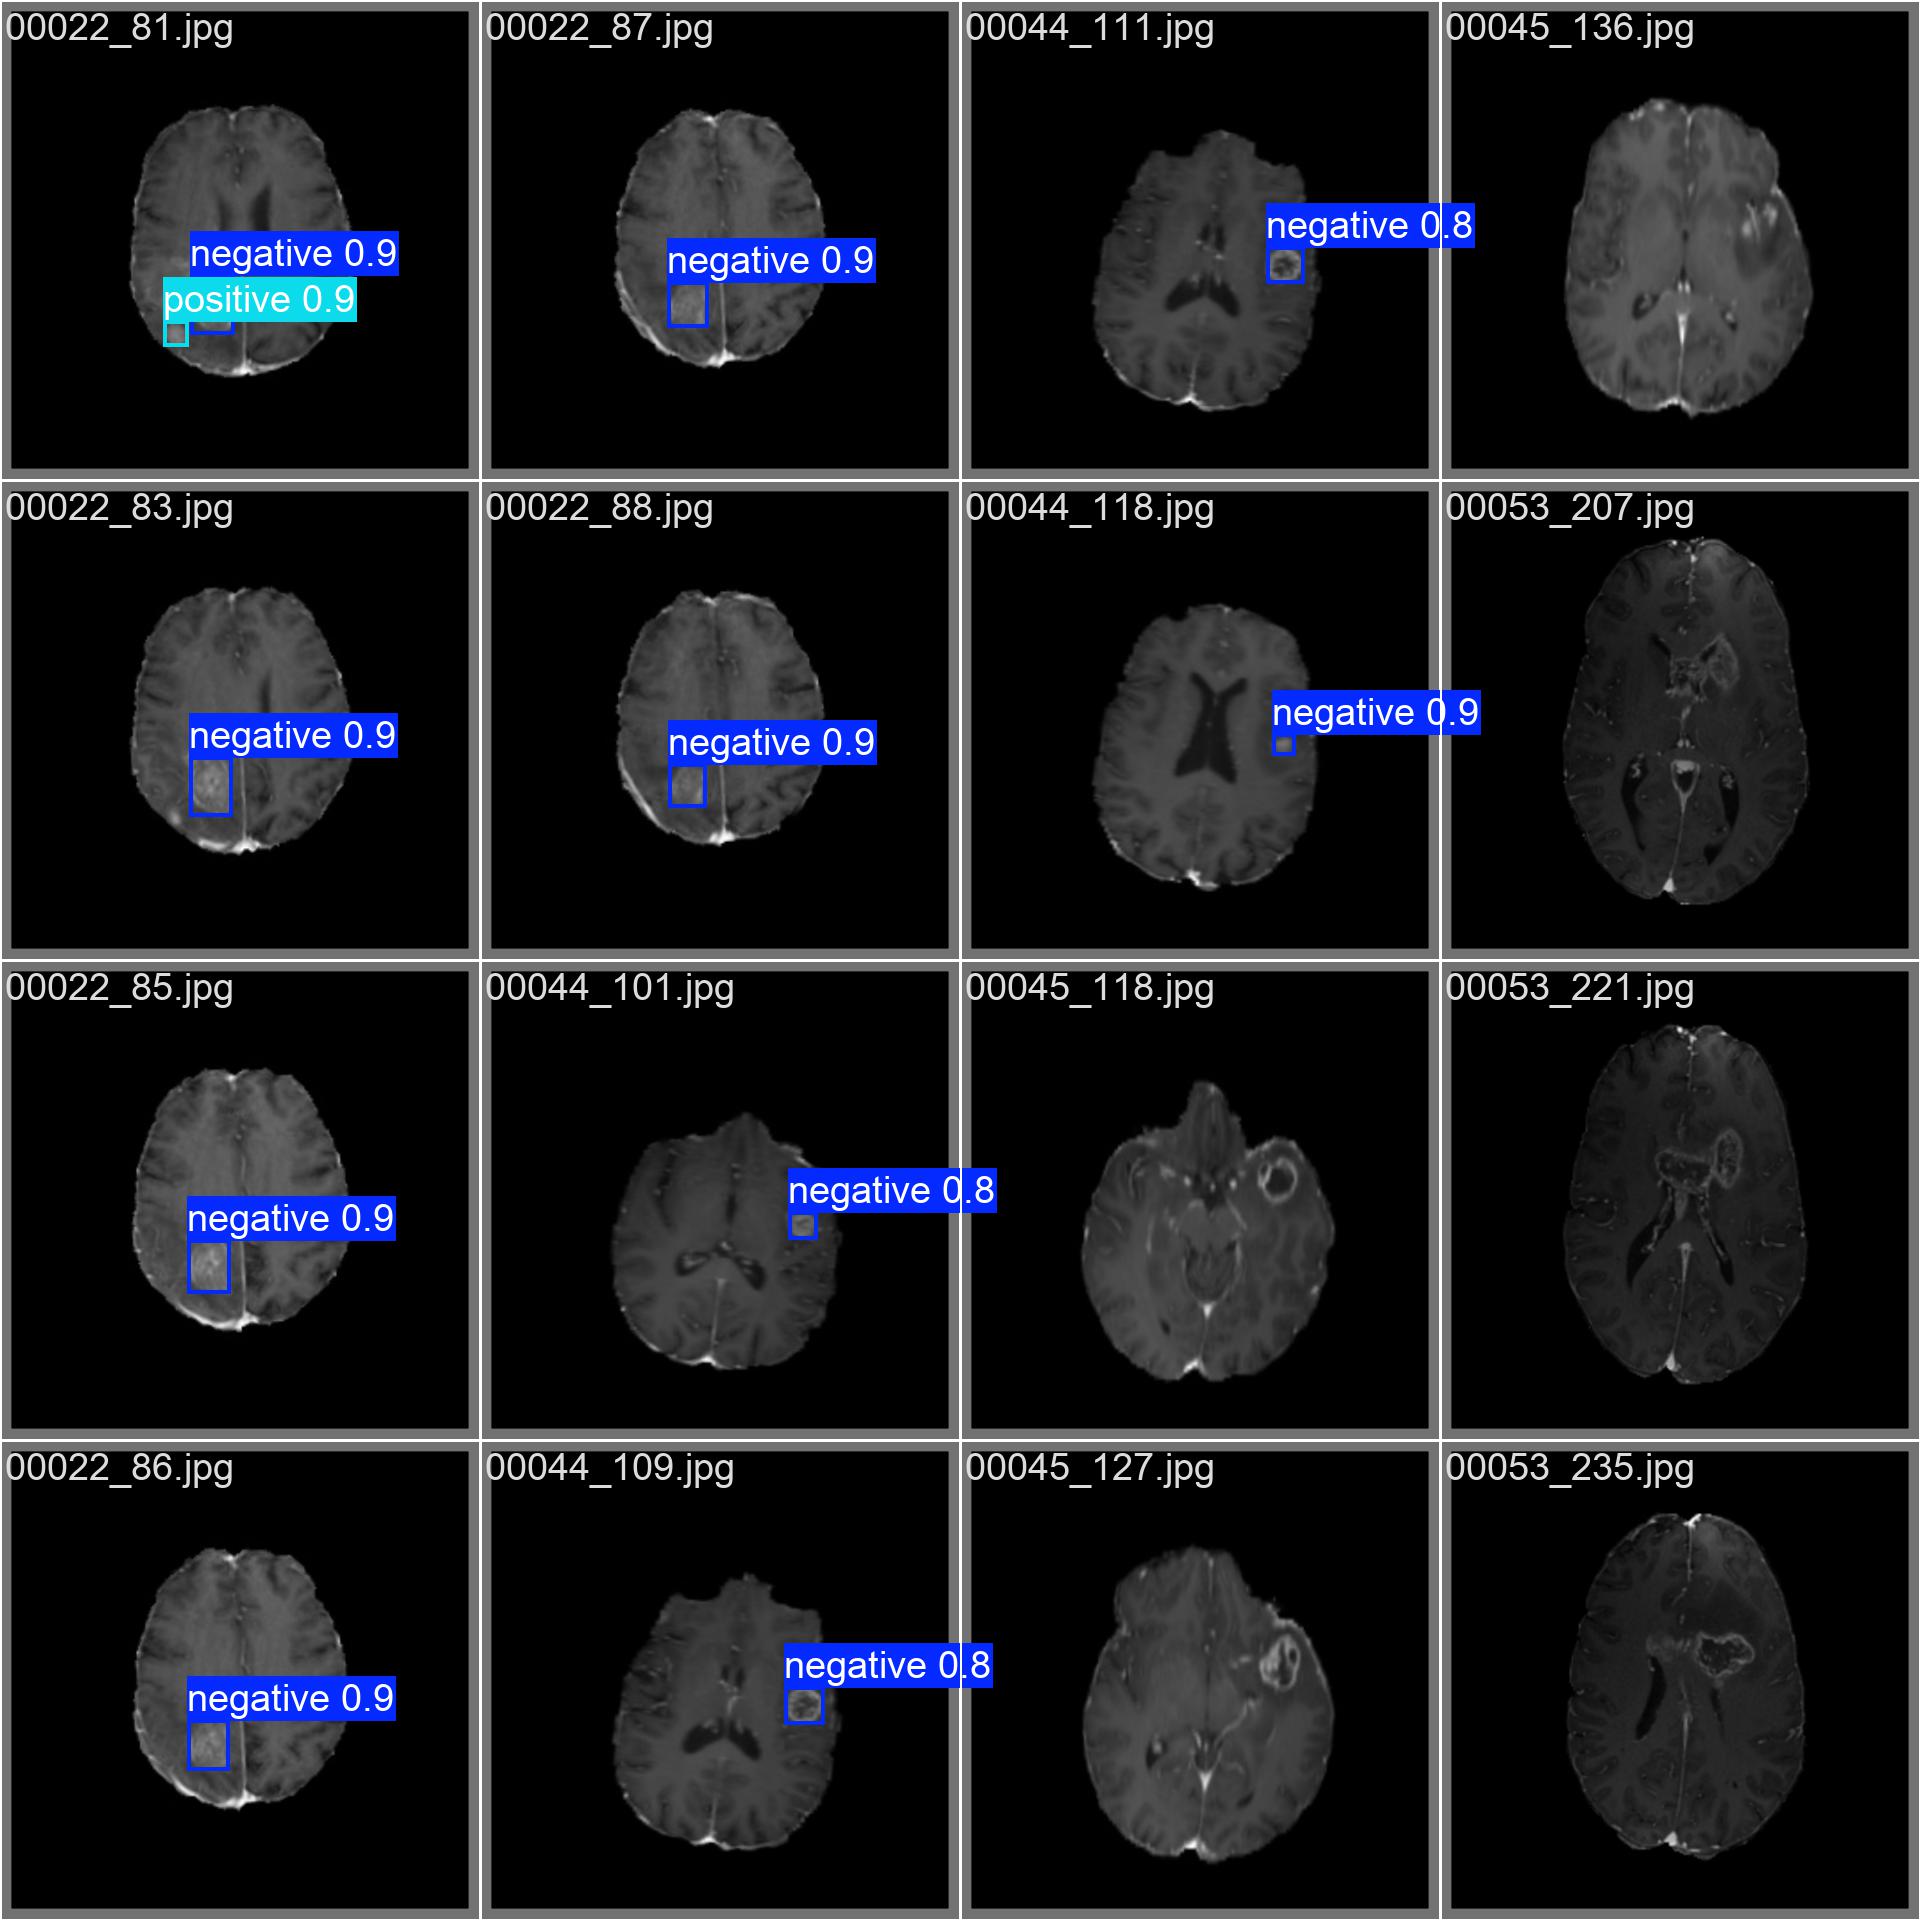 00022_81.jpg
negative 0.9
positive 0.9
00022_87.jpg
negative 0.9
00044_111.jpg
negative 0.8
00045_136.jpg
00022_83.jpg
negative 0.9
00022_88.jpg
negative 0.9
00044_118.jpg
negative 0.9
00053_207.jpg
00022_85.jpg
negative 0.9
00044_101.jpg
negative 0.8
00045_118.jpg
00053_221.jpg
00022_86.jpg
negative 0.9
00044_109.jpg
negative 0.8
00045_127.jpg
00053_235.jpg